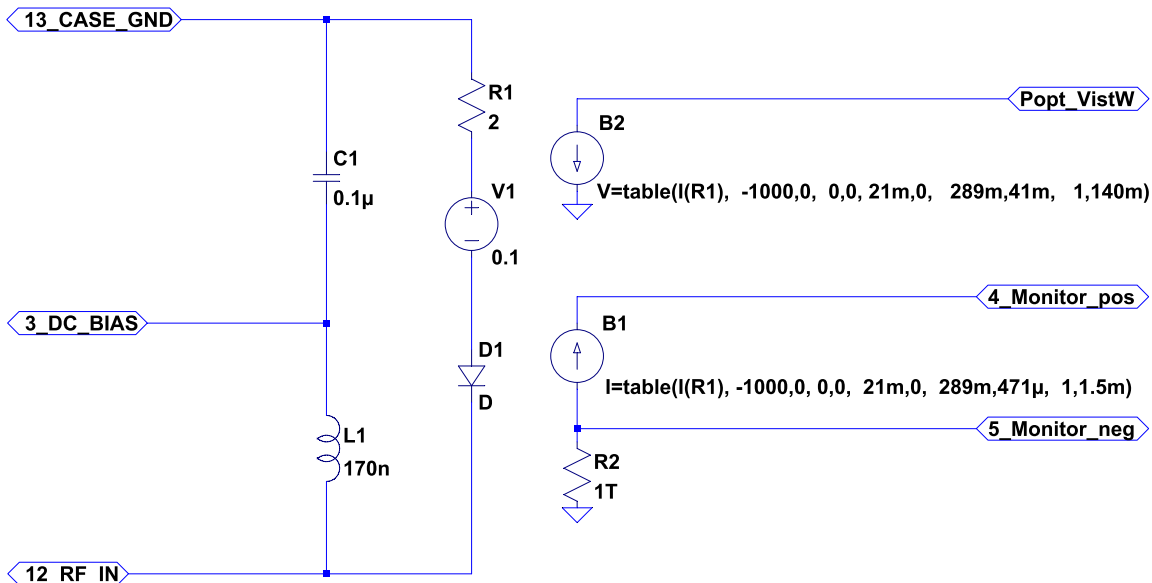 13_CASE_GND
R1
2
Popt_VistW
B2
C1
0.1µ
V1
V=table(I(R1), -1000,0, 0,0, 21m,0, 289m,41m, 1,140m)
0.1
4_Monitor_pos
3_DC_BIAS
B1
D1
D
I=table(I(R1), -1000,0, 0,0, 21m,0, 289m,471µ, 1,1.5m)
5_Monitor_neg
L1
170n
R2
1T
12_RF_IN